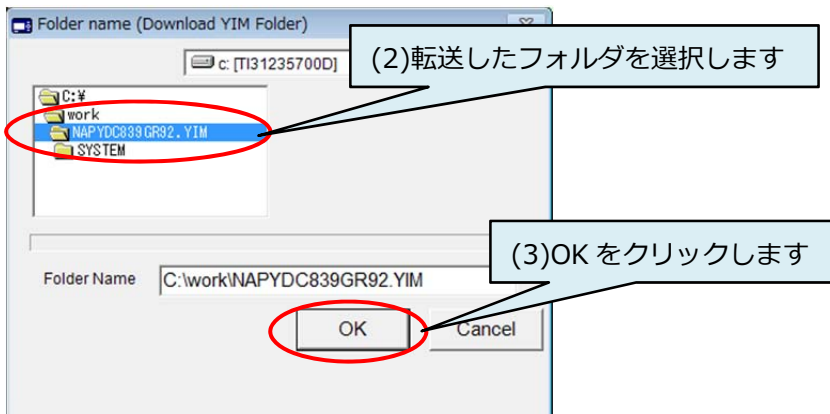 Folder name (Download YIM Folder)
c: [TI31235700D]
(2)転送したフォルダを選択します
C:¥
work
NAPYDC839GR92.YIM
SYSTEM
(3)OK をクリックします
Folder Name
C:\work\NAPYDC839GR92.YIM
OK
Cancel